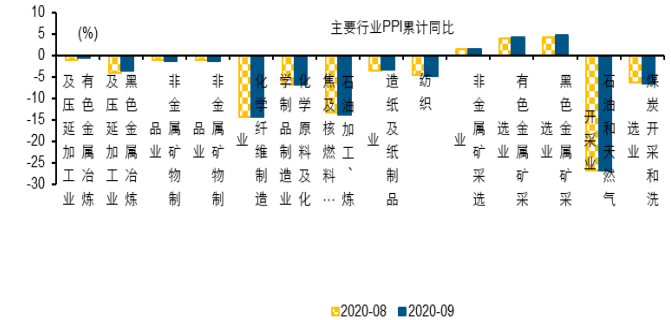 主要行业PPI累计同比
(%)
10
5
0
-5
-10
-15
-20
-25
-30
有色金属冶炼
及压延加工业
黑色金属冶炼
及压延加工业
非金属矿物制
品业
非金属矿物制
品业
化学纤维制造
业
化学原料及化
学制品制造业
石油加工、炼
焦及核燃料…
造纸及纸制品
业
纺织
非金属矿采选
业
有色金属矿采
选业
黑色金属矿采
选业
石油和天然气
开采业
煤炭开采和洗
选业
2020-08
2020-09